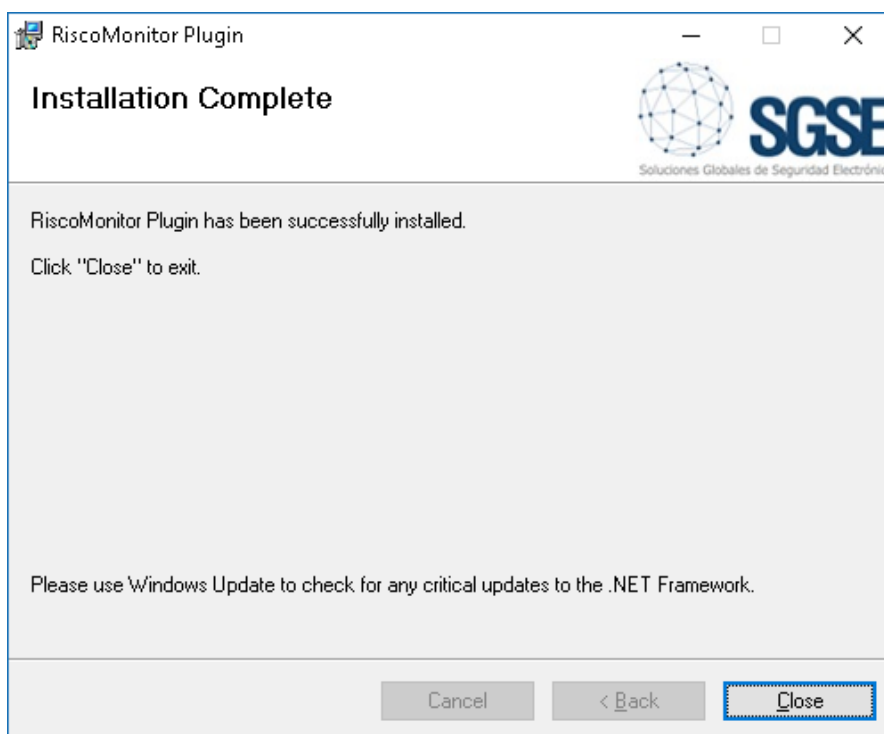 RiscoMonitor Plugin
Installation Complete
SGSE
Soluciones Globales de Seguridad
RiscoMonitor Plugin has been successfully installed.
Click "Close" to exit.
Please use Windows Update to check for any critical updates to the .NET Framework.
Cancel
< Back
Close